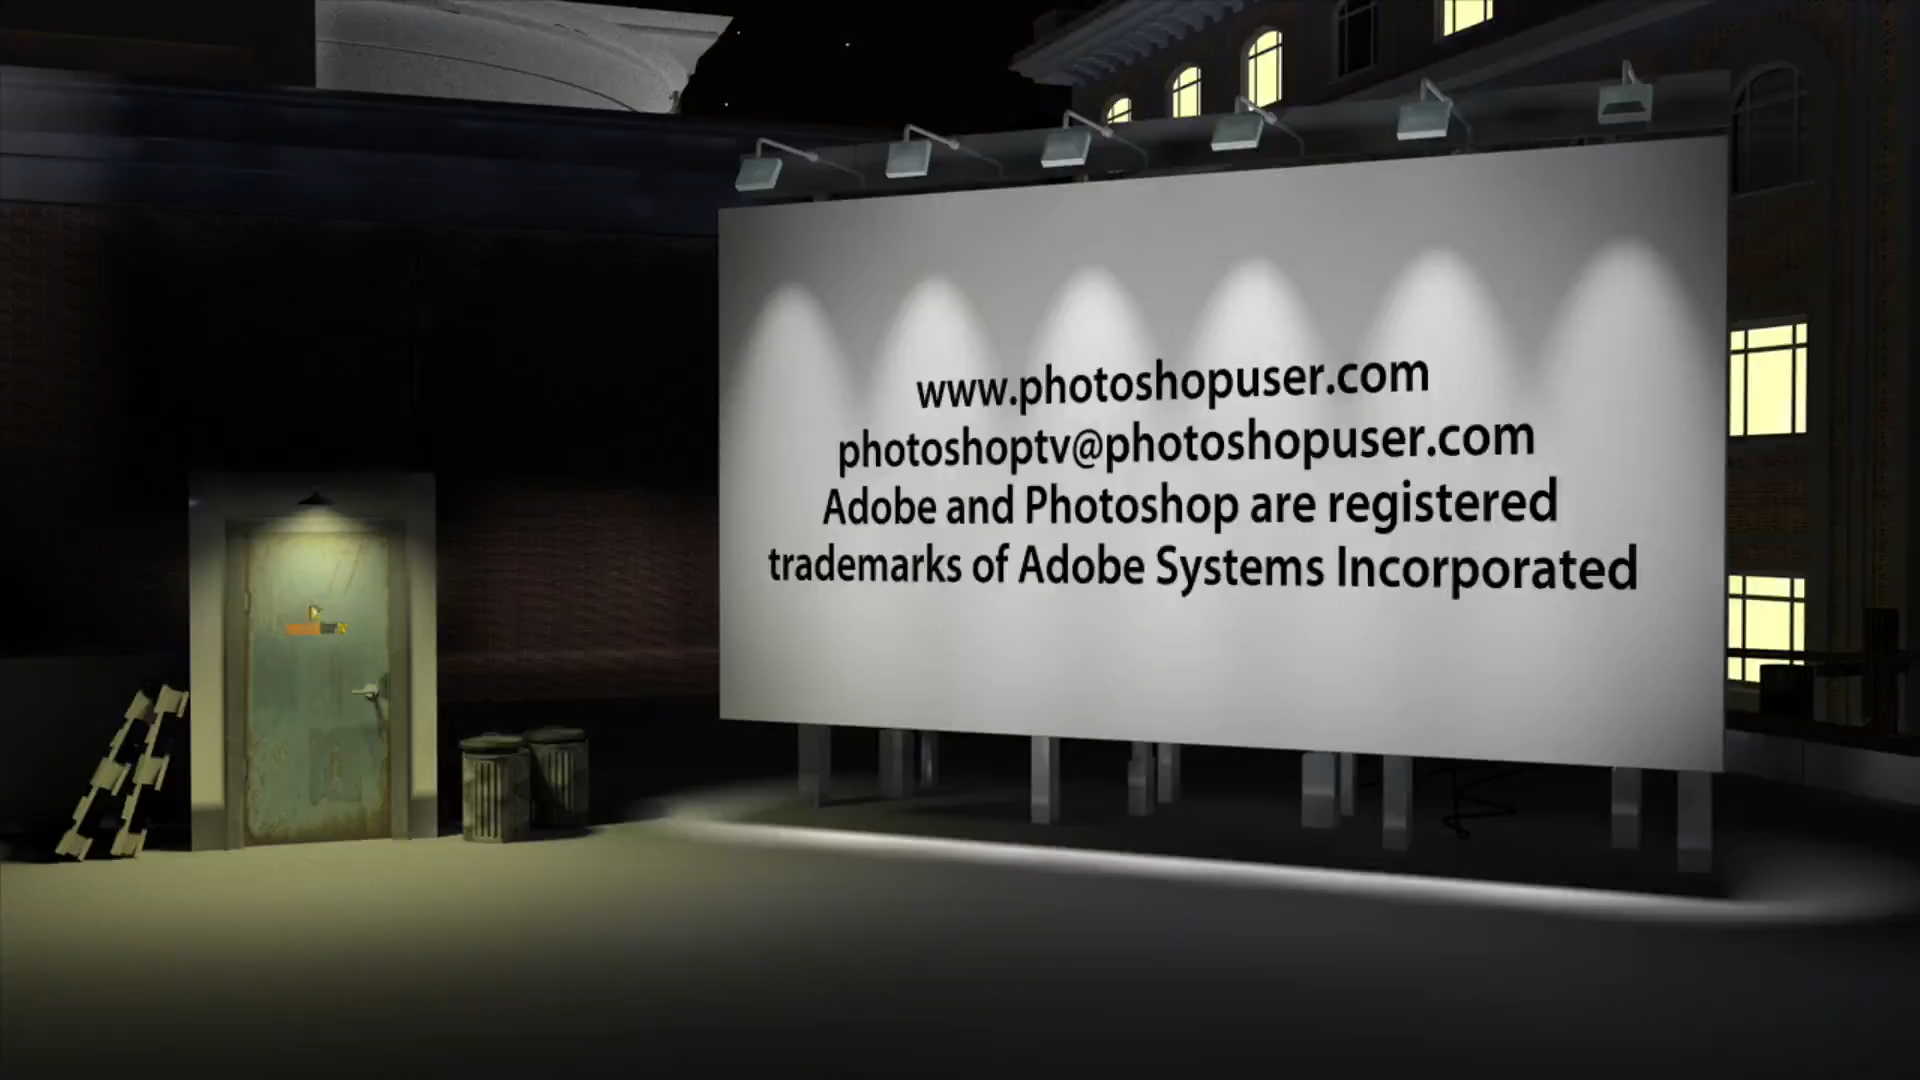 www.photoshopuser.com
photoshoptv@photoshopuser.com
Adobe and Photoshop are registered
trademarks of Adobe Systems Incorporated